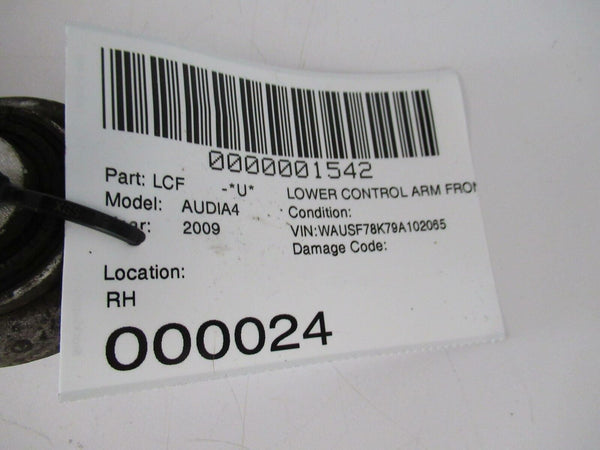 0000001542
Part: LCF -*U* LOWER CONTROL ARM FRON
Model: AUDIA4 Condition:
2009 VIN:WAUSF78K79A102065
Damage Code:
Location:
RH
000024